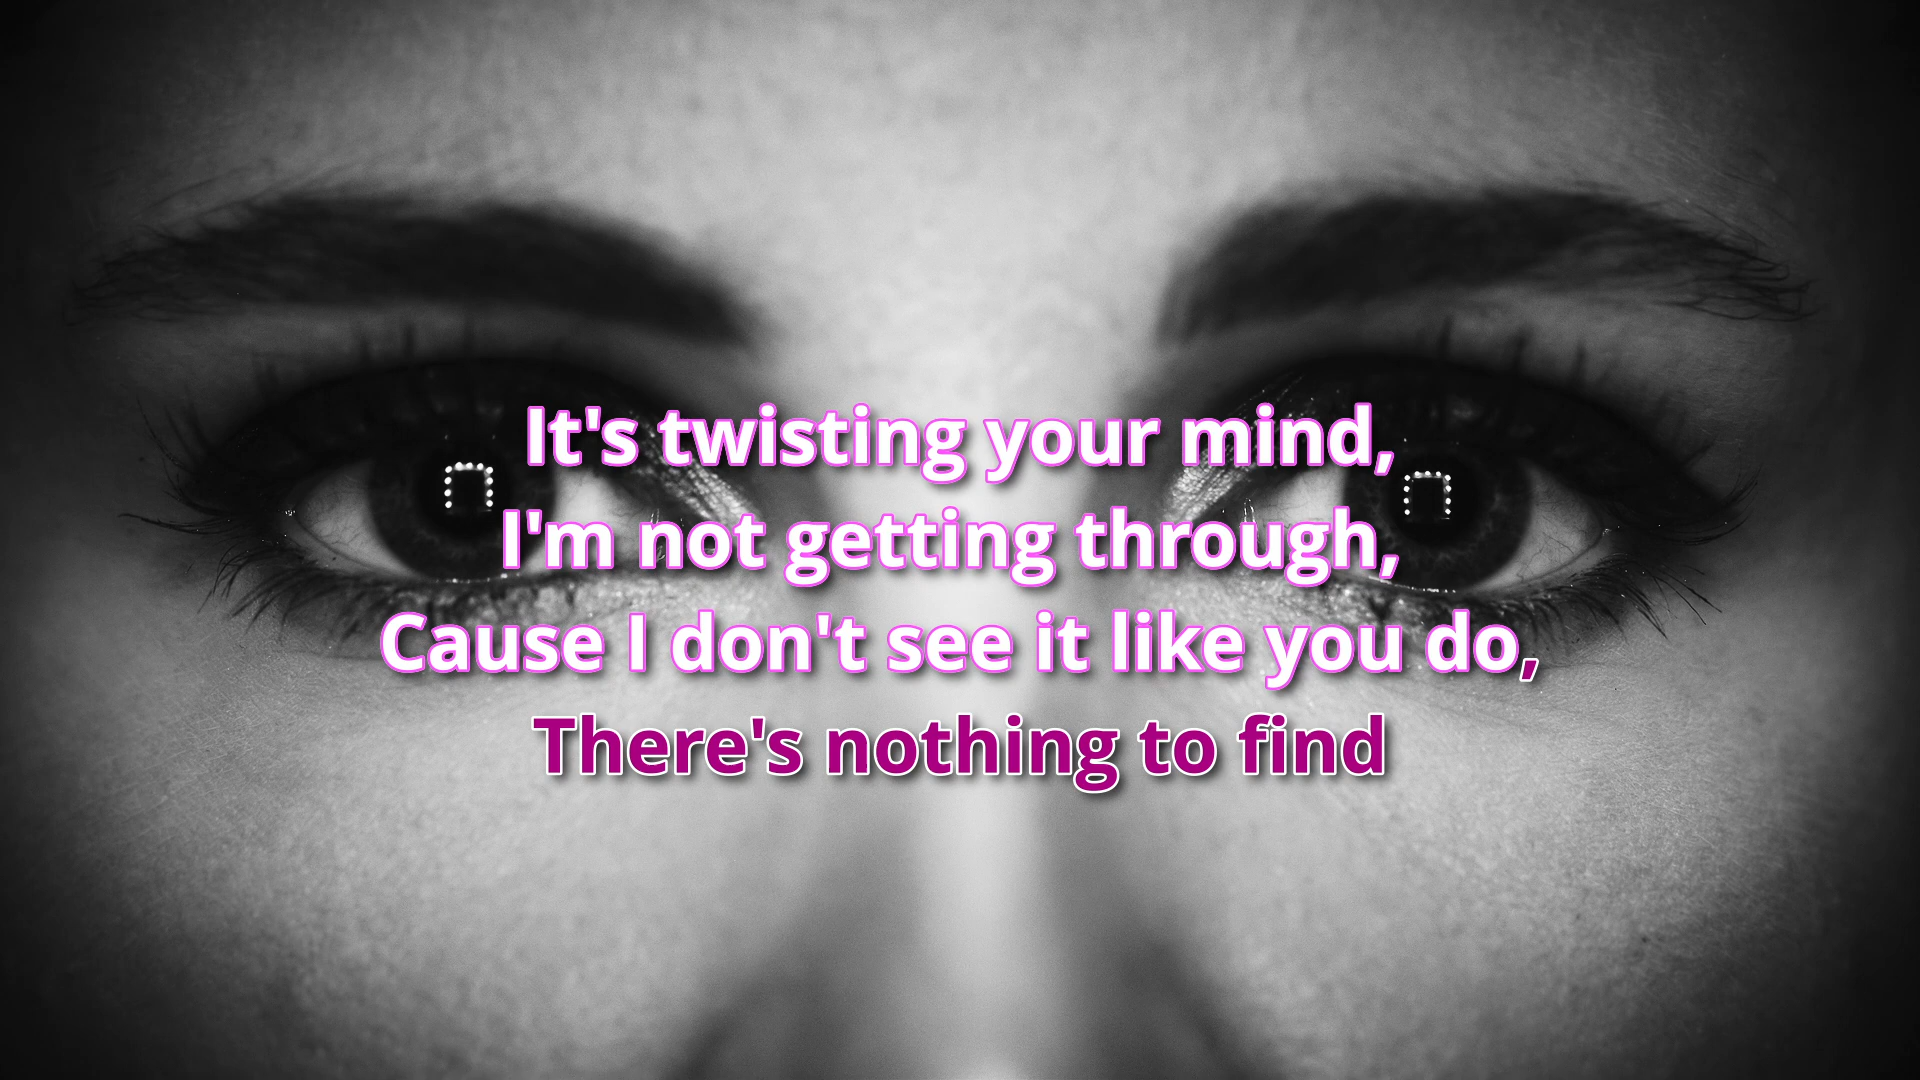 It's twisting your mind,
I'm not getting through,
Cause I don't see it like you do,
There's nothing to find